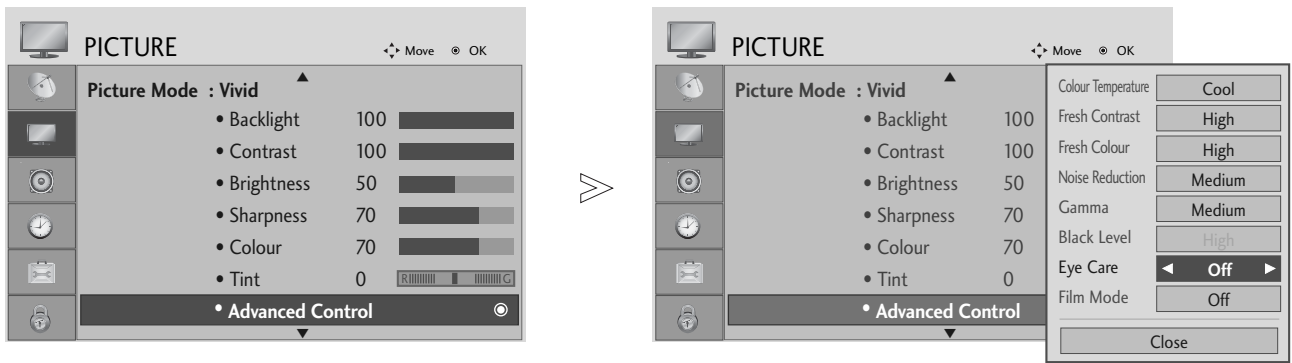 PICTURE Move OK
Picture Mode : Vivid
• Backlight 100
• Contrast 100
• Brightness 50
• Sharpness 70
• Colour 70
• Tint 0 R G
• Advanced Control
PICTURE Move OK
Picture Mode : Vivid
• Backlight 100
• Contrast 100
• Brightness 50
• Sharpness 70
• Colour 70
• Tint 0
• Advanced Control
Colour Temperature Cool
Fresh Contrast High
Fresh Colour High
Noise Reduction Medium
Gamma Medium
Black Level High
Eye Care Off
Film Mode Off
Close